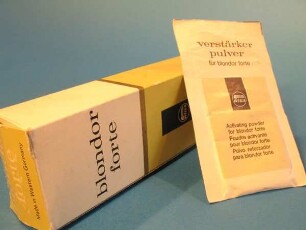 blondor
forte
forte
Made in Western Germany
verstärker
pulver
für blondor forte
Activating powder
for blondor forte
Poudre activante
pour blondor forte
Polvo reforzador
para blondor forte